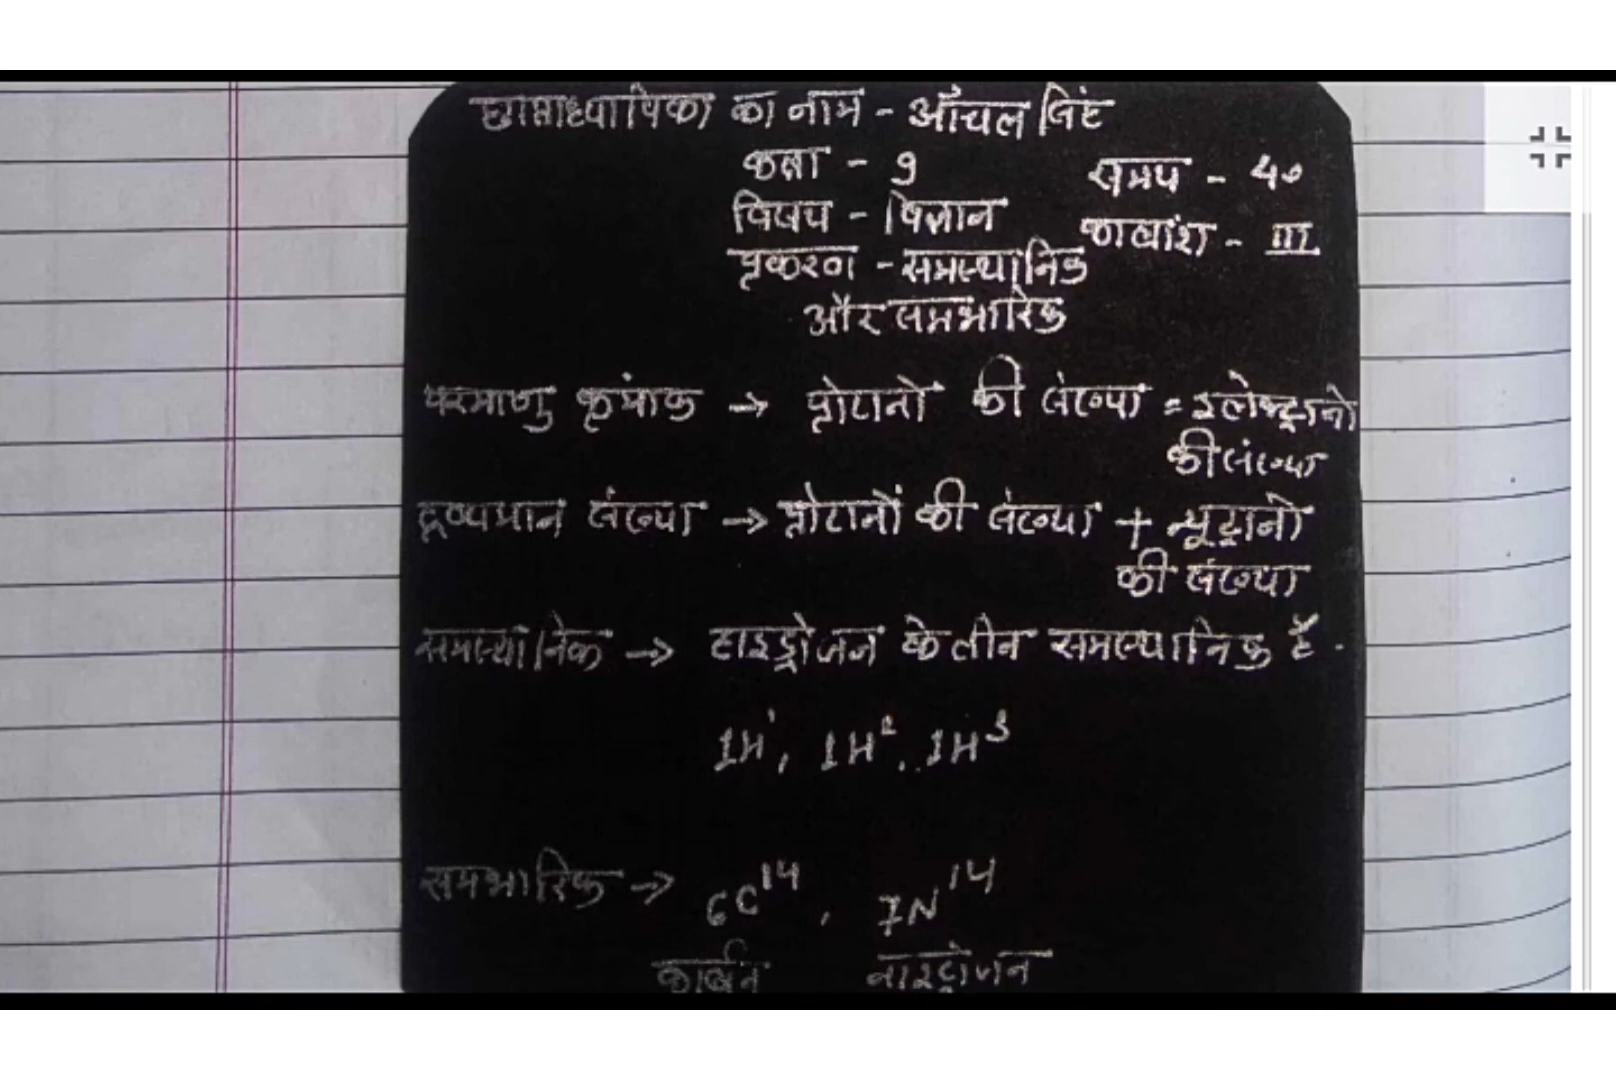 छात्राध्यापिका का नाम - आँचल सिंह
कक्षा - 9 समय - 40
विषय - विज्ञान कालांश - III
प्रकरण - समस्थानिक
और समभारिक
परमाणु क्रमांक → प्रोटानो की संख्या = इलेक्ट्रानो
की संख्या
द्रव्यमान संख्या → प्रोटानों की संख्या + न्यूट्रानो
की संख्या
समस्थानिक → हाइड्रोजन के तीन समस्थानिक है -
1H¹, 1H², 1H³
समभारिक → 6C¹⁴, 7N¹⁴
कार्बन नाइट्रोजन